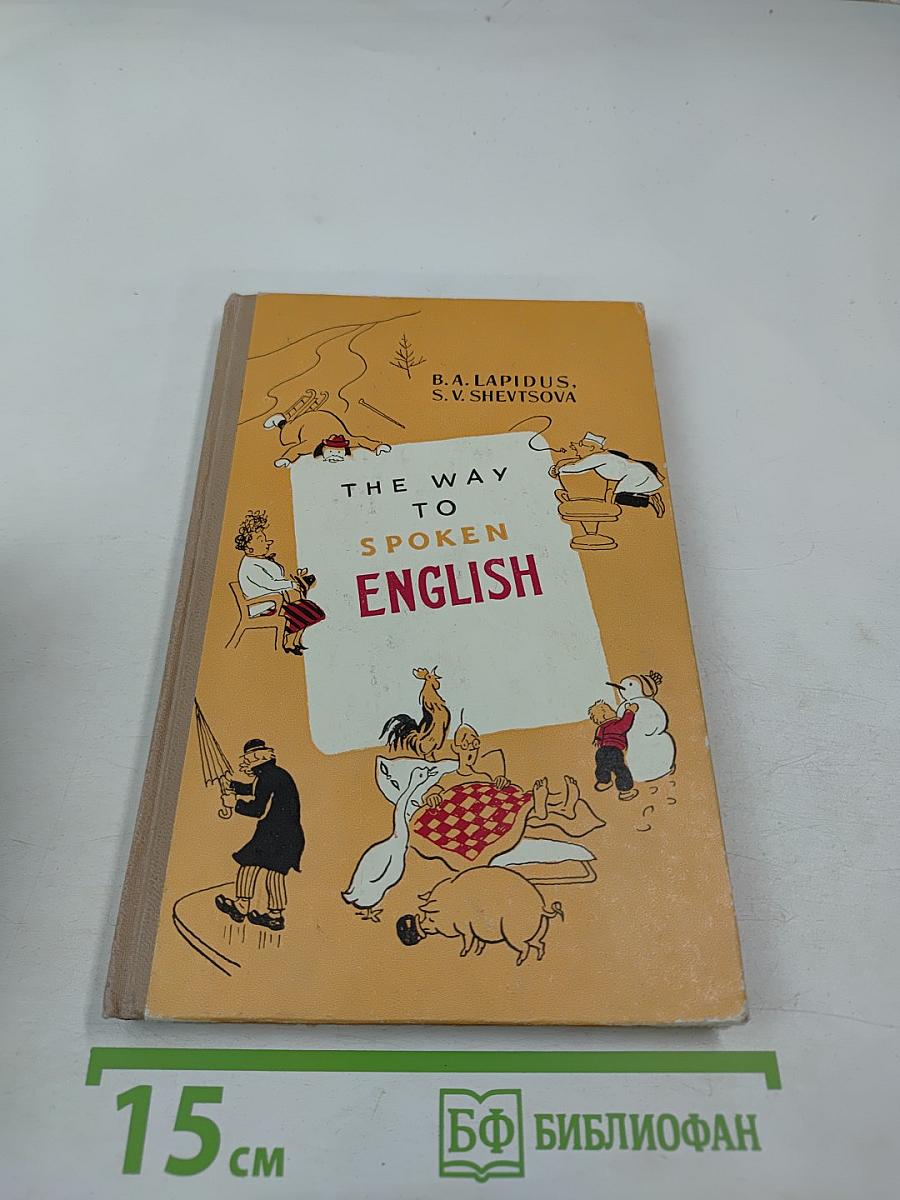 B. A. LAPIDUS,
S. V. SHEVTSOVA
THE WAY
TO
SPOKEN
ENGLISH
15 см
БФ БИБЛИОФАН